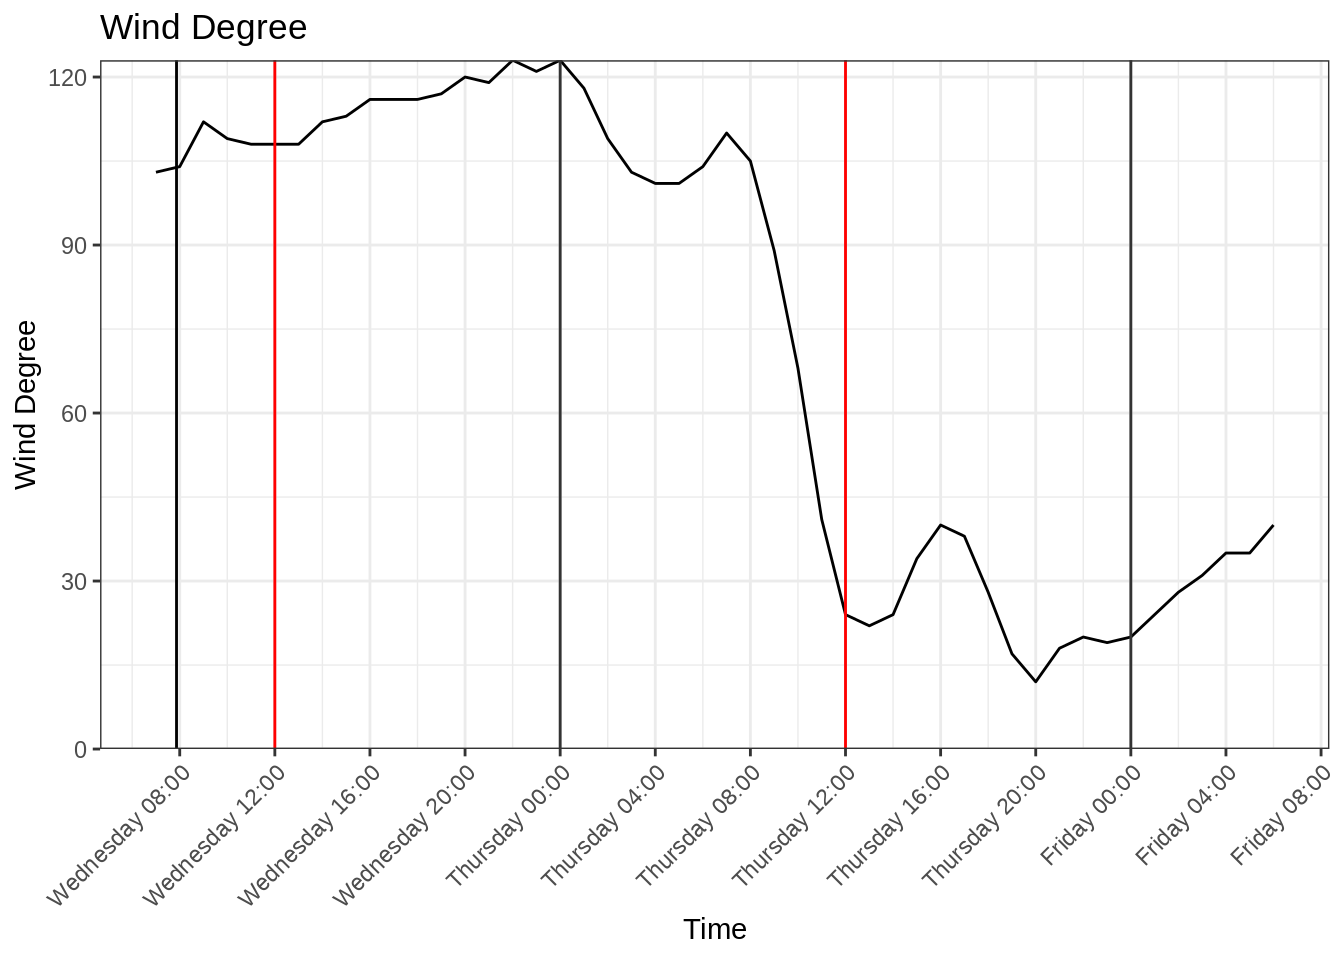 Wind Degree
Wind Degree
120
90
60
30
0
Wednesday 08:00
Wednesday 12:00
Wednesday 16:00
Wednesday 20:00
Thursday 00:00
Thursday 04:00
Thursday 08:00
Thursday 12:00
Thursday 16:00
Thursday 20:00
Friday 00:00
Friday 04:00
Friday 08:00
Time